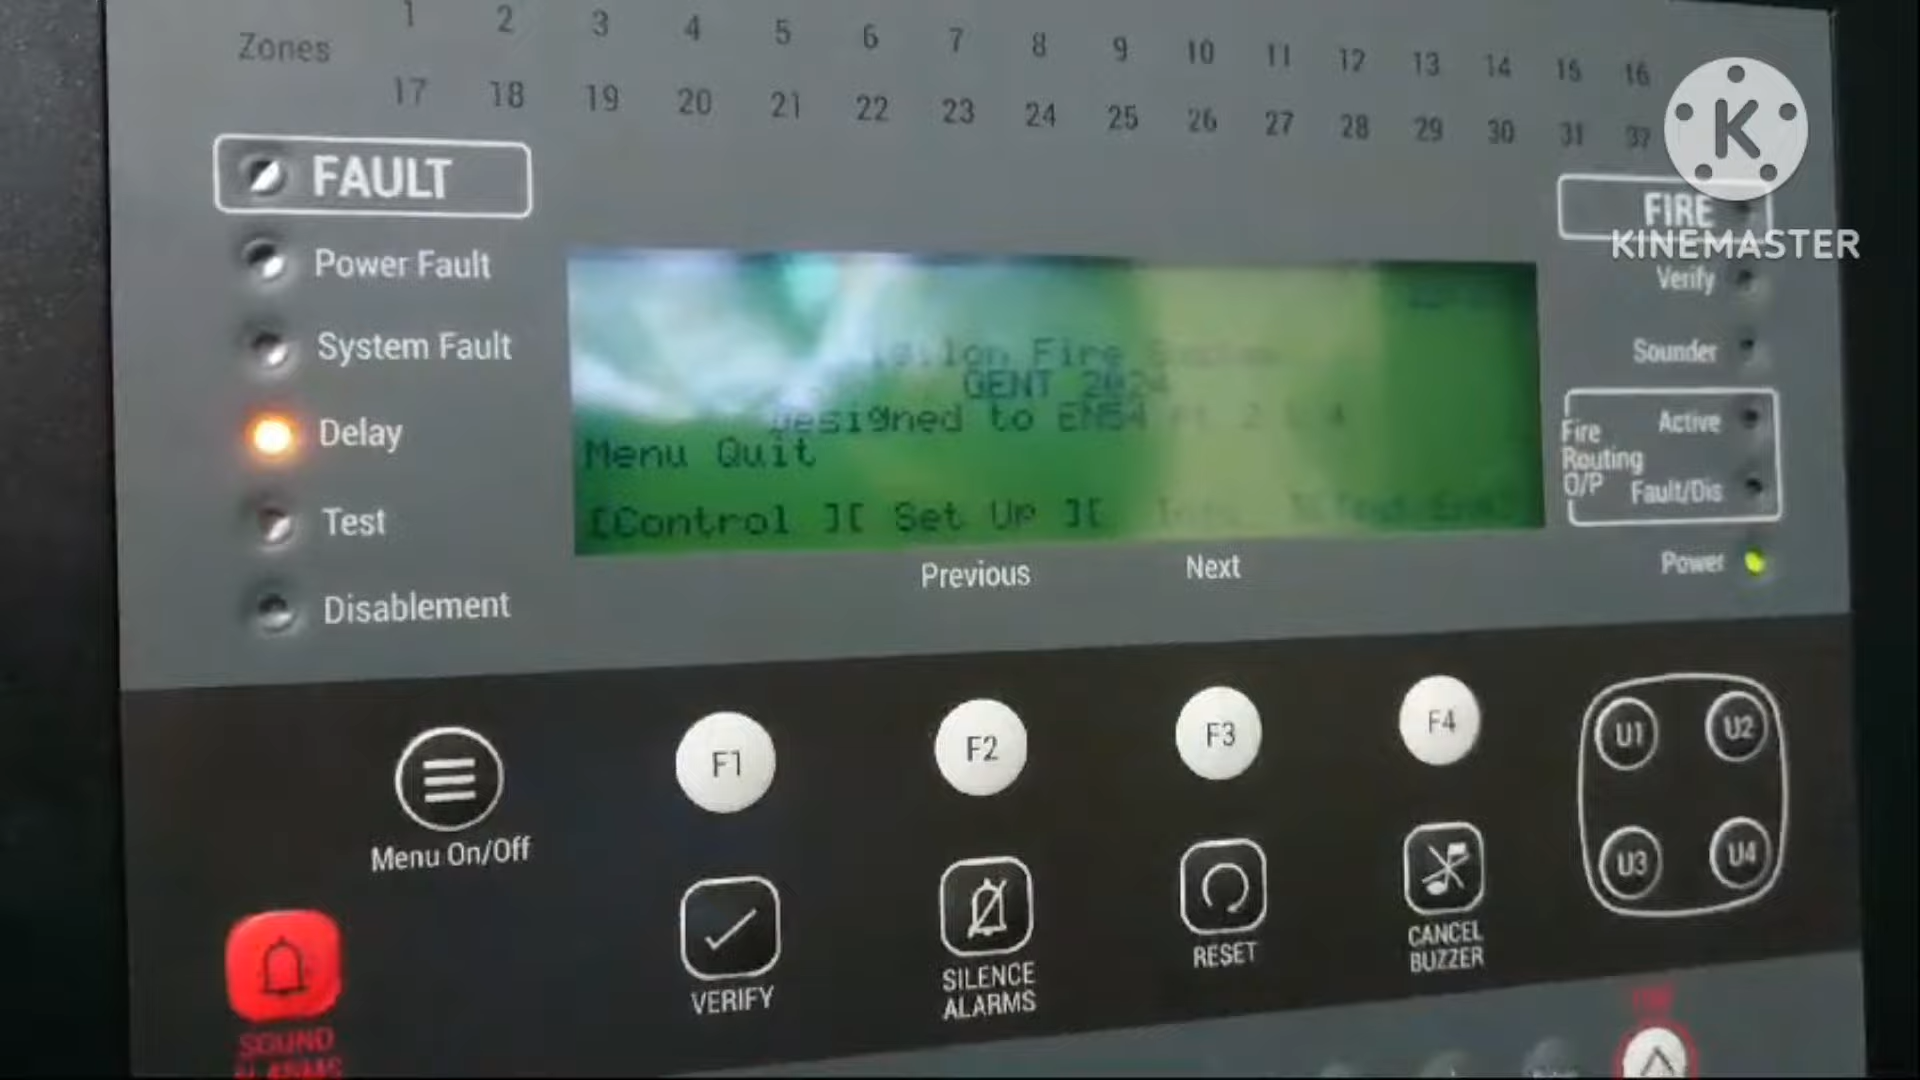 Zones 1 2 3 4 5 6 7 8 9 10 11 12 13 14 15 16
17 18 19 20 21 22 23 24 25 26 27 28 29 30 31
K
KINEMASTER
FAULT
Power Fault
System Fault
Delay
Test
Disablement
Fire
GENT 2024
Designed to EN54
Menu Quit
[Control ][ Set Up ][
Previous
Next
FIRE
Verify
Sounder
Fire
Routing
O/P
Active
Fault/Dis
Power
Menu On/Off
F1
F2
F3
F4
U1
U2
U3
U4
VERIFY
SILENCE
ALARMS
RESET
CANCEL
BUZZER
SOUND
ALARMS